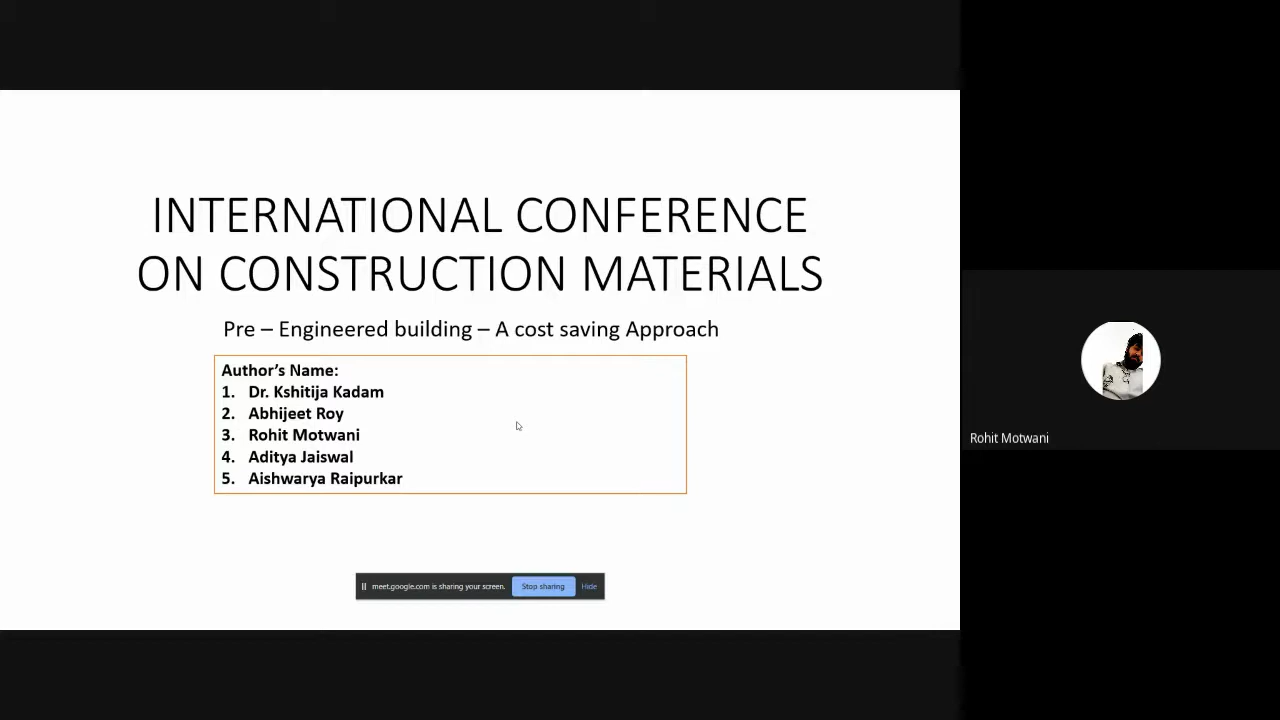 INTERNATIONAL CONFERENCE
ON CONSTRUCTION MATERIALS
Pre – Engineered building – A cost saving Approach
Author's Name:
1. Dr. Kshitija Kadam
2. Abhijeet Roy
3. Rohit Motwani
4. Aditya Jaiswal
5. Aishwarya Raipurkar
meet.google.com is sharing your screen. Stop sharing Hide
Rohit Motwani